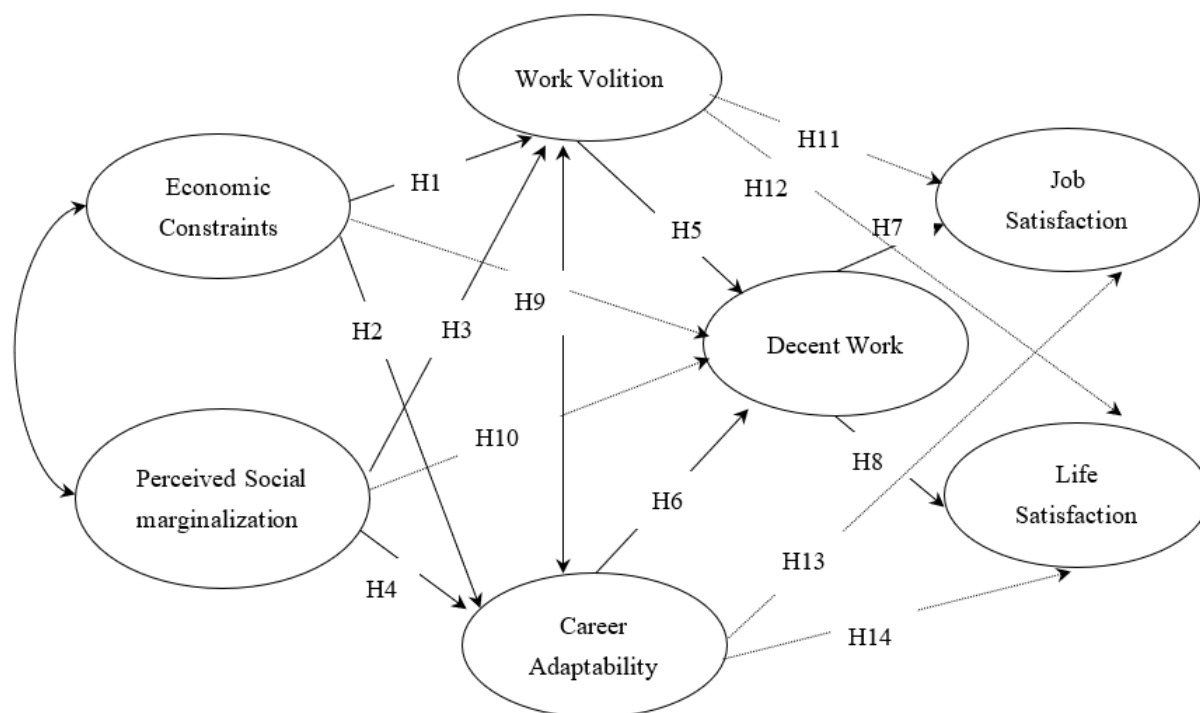 Work Volition
H11
Economic
Constraints
H1
H12
Job
Satisfaction
H5
H7
H9
H2
H3
Decent Work
H10
H8
Perceived Social
marginalization
Life
Satisfaction
H6
H4
H13
Career
Adaptability
H14